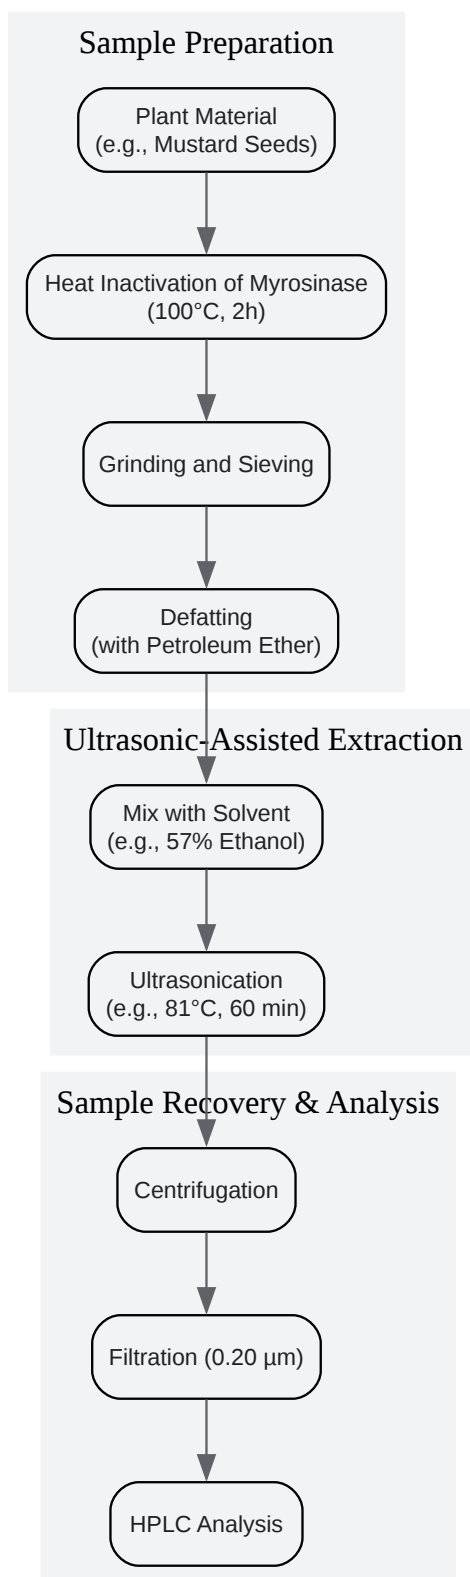 Sample Preparation
Plant Material
(e.g., Mustard Seeds)
Heat Inactivation of Myrosinase
(100°C, 2h)
Grinding and Sieving
Defatting
(with Petroleum Ether)
Ultrasonic-Assisted Extraction
Mix with Solvent
(e.g., 57% Ethanol)
Ultrasonication
(e.g., 81°C, 60 min)
Sample Recovery & Analysis
Centrifugation
Filtration (0.20 µm)
HPLC Analysis